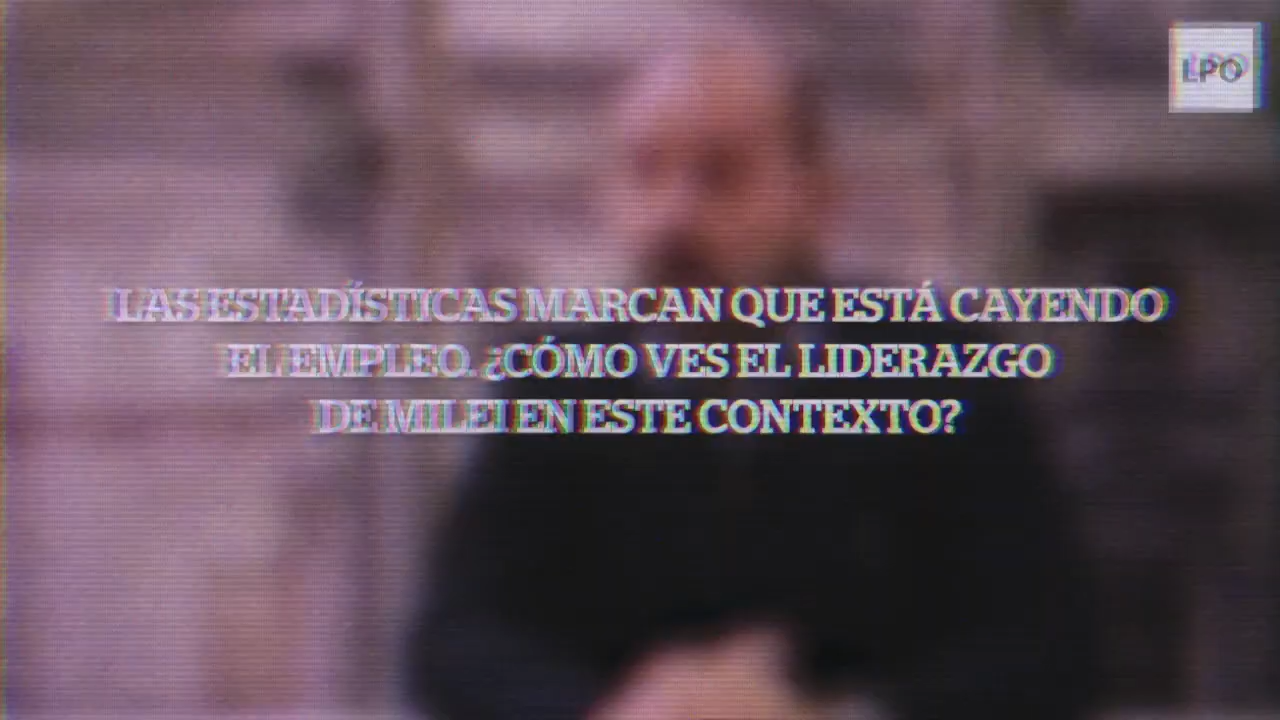 LPO
LAS ESTADÍSTICAS MARCAN QUE ESTÁ CAYENDO
EL EMPLEO. ¿CÓMO VES EL LIDERAZGO
DE MILEI EN ESTE CONTEXTO?